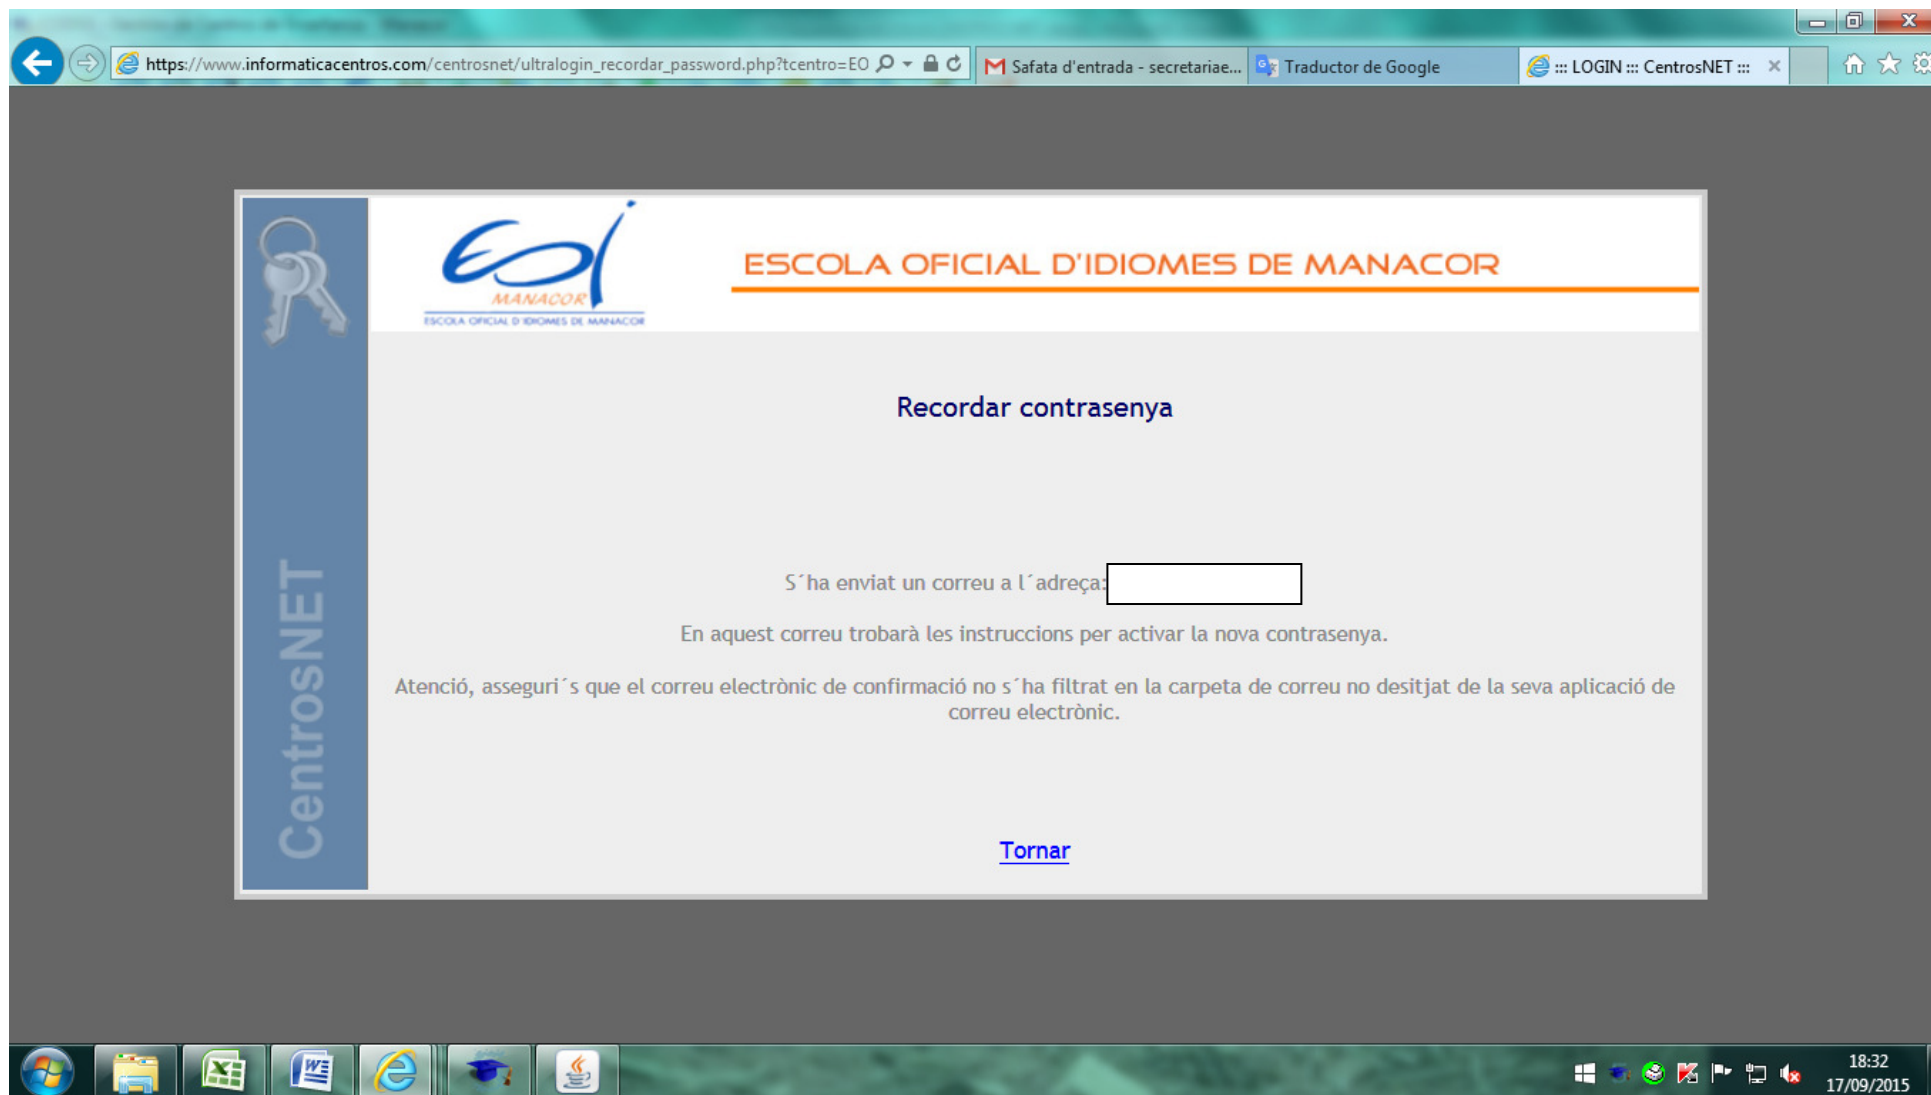 https://www.informaticacentros.com/centrosnet/ultralogin_recordar_password.php?tcentro=EO
Safata d'entrada - secretariae...
Traductor de Google
::: LOGIN ::: CentrosNET :::
EOI
MANACOR
ESCOLA OFICIAL D'IDIOMES DE MANACOR
ESCOLA OFICIAL D'IDIOMES DE MANACOR
CentrosNET
Recordar contrasenya
S´ha enviat un correu a l´adreça:
En aquest correu trobarà les instruccions per activar la nova contrasenya.
Atenció, asseguri´s que el correu electrònic de confirmació no s´ha filtrat en la carpeta de correu no desitjat de la seva aplicació de
correu electrònic.
Tornar
18:32
17/09/2015